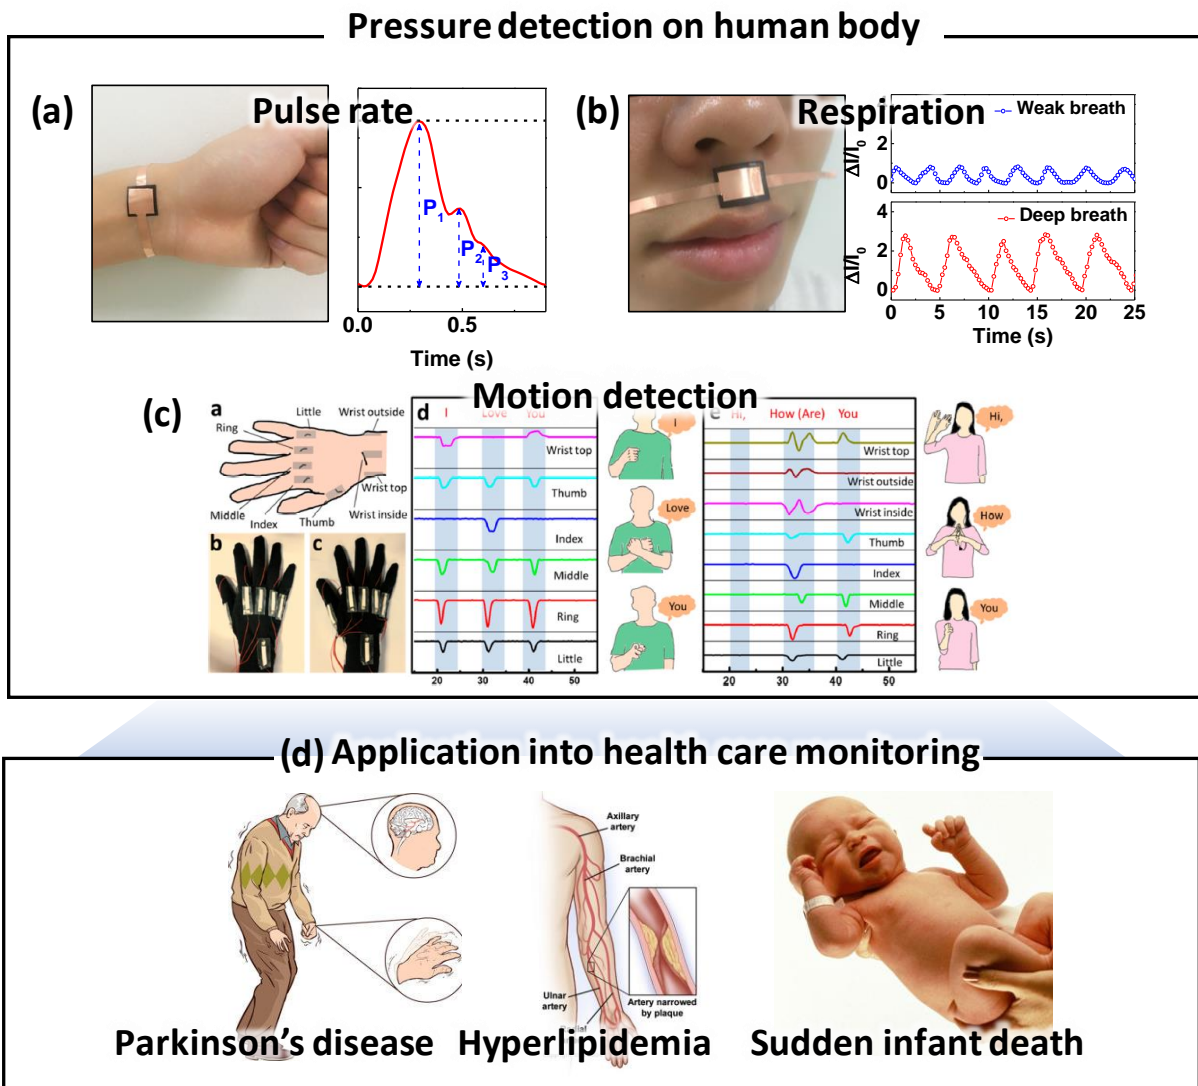 Pressure detection on human body
(a)
Pulse rate
P1
P2
P3
0.0
0.5
Time (s)
(b)
Respiration
Weak breath
ΔI/I0
2
0
Deep breath
ΔI/I0
4
2
0
0 5 10 15 20 25
Time (s)
(c)
Motion detection
a
Little
Wrist outside
Ring
Middle
Index
Thumb
Wrist inside
Wrist top
b
c
d
I Love You
Wrist top
Thumb
Index
Middle
Ring
Little
20 30 40 50
I
Love
You
e
Hi, How (Are) You
Wrist top
Wrist outside
Wrist inside
Thumb
Index
Middle
Ring
Little
20 30 40 50
Hi,
How
You
(d) Application into health care monitoring
Axillary
artery
Brachial
artery
Ulnar
artery
Artery narrowed
by plaque
Parkinson's disease
Hyperlipidemia
Sudden infant death